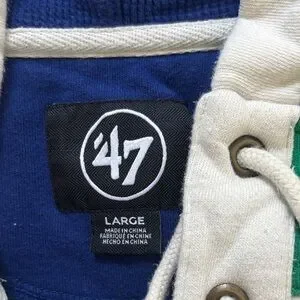 '47
LARGE
MADE IN CHINA
FABRIQUÉ EN CHINE
HECHO EN CHINA